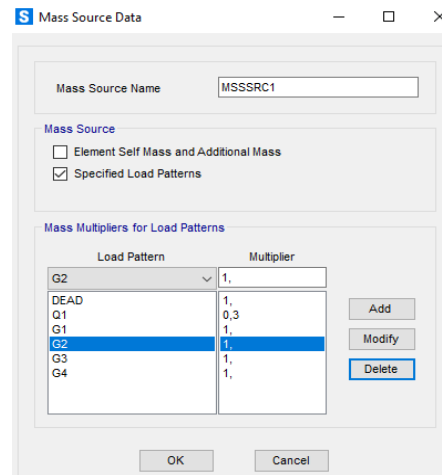 S Mass Source Data
Mass Source Name MSSSRC1
Mass Source
Element Self Mass and Additional Mass
Specified Load Patterns
Mass Multipliers for Load Patterns
Load Pattern Multiplier
G2 1,
DEAD 1,
Q1 0,3
G1 1,
G2 1,
G3 1,
G4 1,
Add
Modify
Delete
OK Cancel